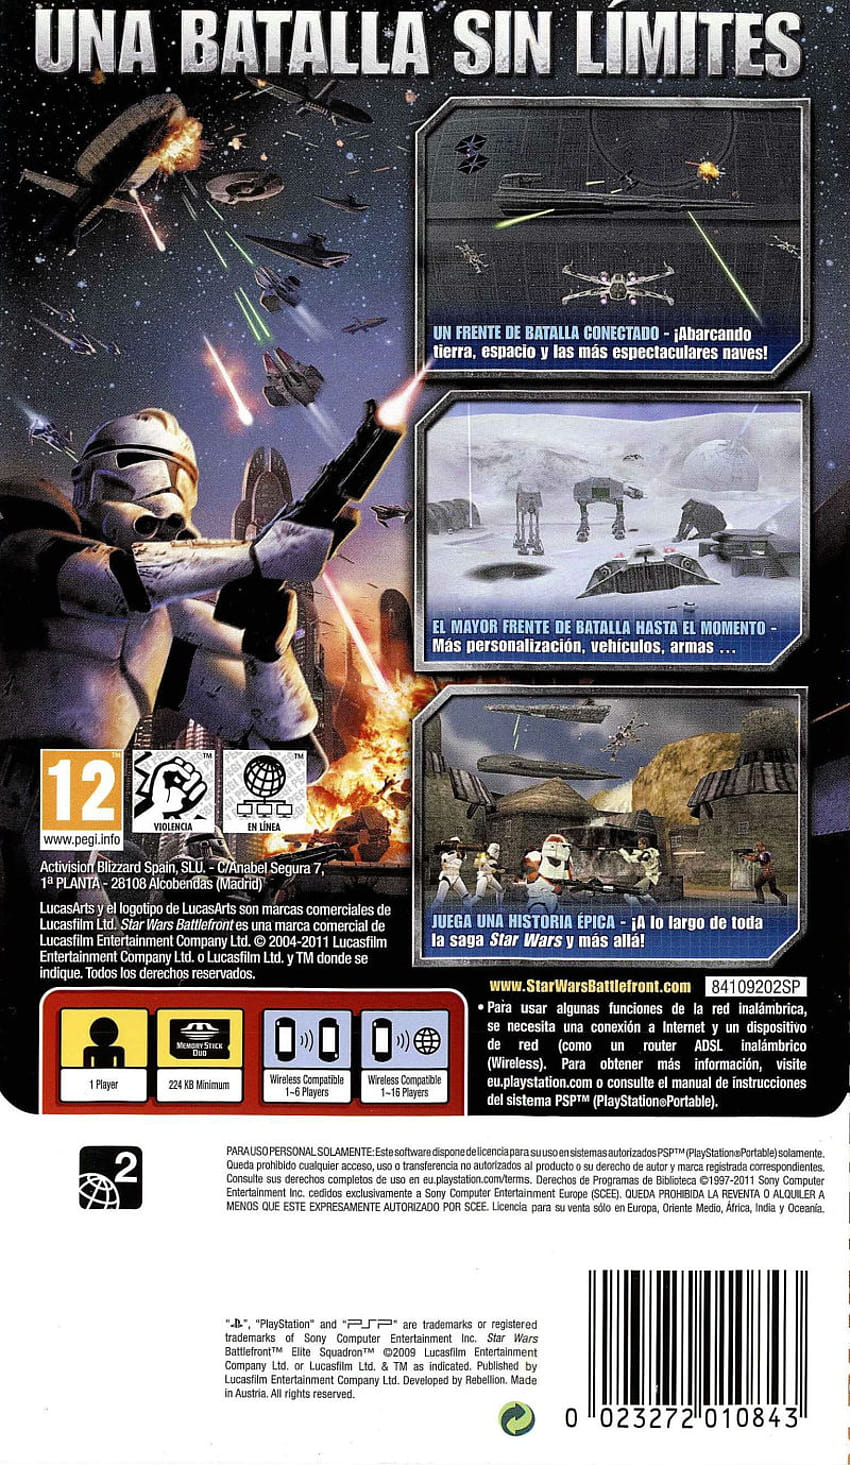 UNA BATALLA SIN LÍMITES
UN FRENTE DE BATALLA CONECTADO - ¡Abarcando
tierra, espacio y las más espectaculares naves!
EL MAYOR FRENTE DE BATALLA HASTA EL MOMENTO -
Más personalización, vehículos, armas ...
JUEGA UNA HISTORIA ÉPICA - ¡A lo largo de toda
la saga Star Wars y más allá!
12
www.pegi.info
VIOLENCIA
EN LÍNEA
Activision Blizzard Spain, SLU. - C/Anabel Segura 7,
1ª PLANTA - 28108 Alcobendas (Madrid)
LucasArts y el logotipo de LucasArts son marcas comerciales de
Lucasfilm Ltd. Star Wars Battlefront es una marca comercial de
Lucasfilm Entertainment Company Ltd. © 2004-2011 Lucasfilm
Entertainment Company Ltd. o Lucasfilm Ltd. y TM donde se
indique. Todos los derechos reservados.
www.StarWarsBattlefront.com 84109202SP
• Para usar algunas funciones de la red inalámbrica,
se necesita una conexión a Internet y un dispositivo
de red (como un router ADSL inalámbrico
(Wireless). Para obtener más información, visite
eu.playstation.com o consulte el manual de instrucciones
del sistema PSP™ (PlayStation®Portable).
1 Player
MEMORY STICK
DUO
224 KB Minimum
Wireless Compatible
1~6 Players
Wireless Compatible
1~16 Players
2
PARA USO PERSONAL SOLAMENTE: Este software dispone de licencia para su uso en sistemas autorizados PSP™ (PlayStation®Portable) solamente.
Queda prohibido cualquier acceso, uso o transferencia no autorizados al producto o su derecho de autor y marca registrada correspondientes.
Consulte sus derechos completos de uso en eu.playstation.com/terms. Derechos de Programas de Biblioteca ©1997-2011 Sony Computer
Entertainment Inc. cedidos exclusivamente a Sony Computer Entertainment Europe (SCEE). QUEDA PROHIBIDA LA REVENTA O ALQUILER A
MENOS QUE ESTE EXPRESAMENTE AUTORIZADO POR SCEE. Licencia para su venta sólo en Europa, Oriente Medio, África, India y Oceanía.
"", "PlayStation" and "PSP" are trademarks or registered
trademarks of Sony Computer Entertainment Inc. Star Wars
Battlefront™ Elite Squadron™ ©2009 Lucasfilm Entertainment
Company Ltd. or Lucasfilm Ltd. & TM as indicated. Published by
Lucasfilm Entertainment Company Ltd. Developed by Rebellion. Made
in Austria. All rights reserved.
0 023272 010843